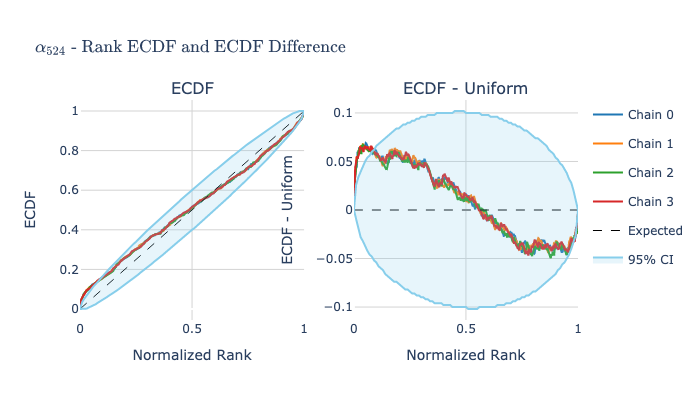 α524 - Rank ECDF and ECDF Difference
ECDF
ECDF - Uniform
1
0.8
0.6
0.4
0.2
0
0
0.5
1
ECDF
Normalized Rank
0.1
0.05
0
−0.05
−0.1
0
0.5
1
ECDF - Uniform
Normalized Rank
Chain 0
Chain 1
Chain 2
Chain 3
Expected
95% CI